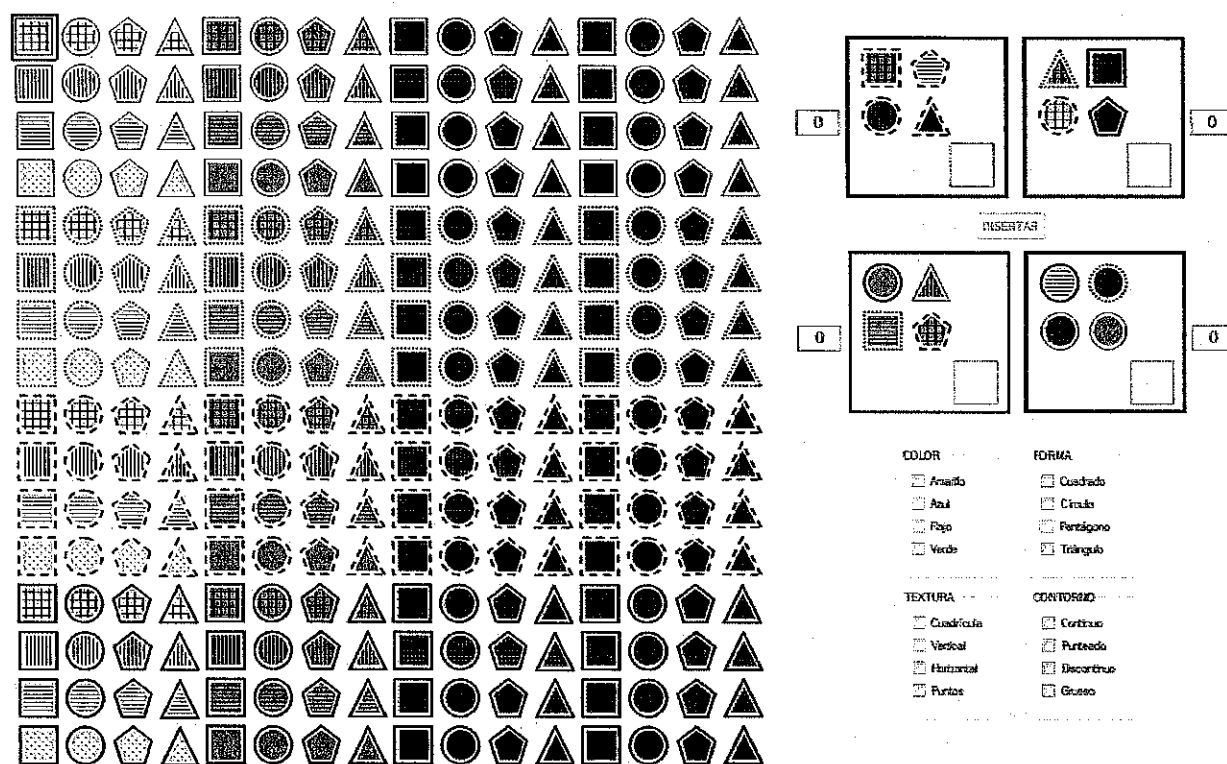 0
0
INSERTAR
0
0
COLOR
Amarillo
Azul
Rojo
Verde
FORMA
Cuadrado
Círculo
Pentágono
Triángulo
TEXTURA
Cuadrícula
Vertical
Horizontal
Puntos
CONTORNO
Continuo
Punteado
Discontinuo
Grueso